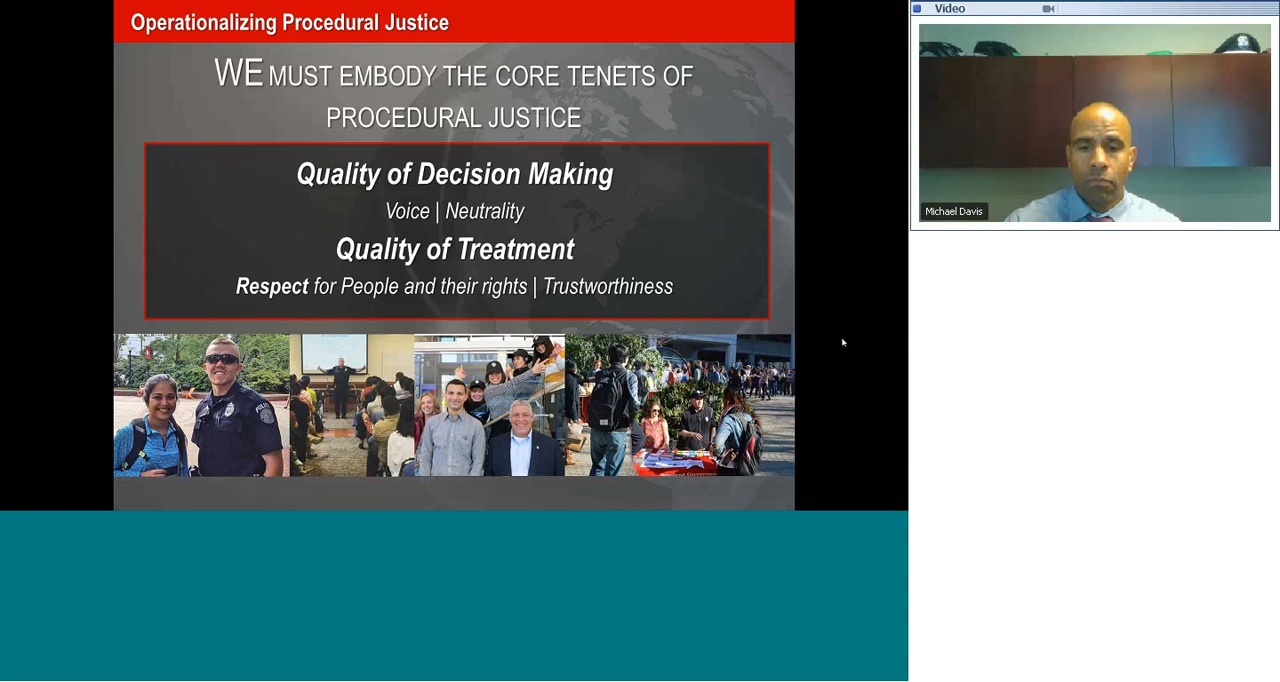 Operationalizing Procedural Justice
WE MUST EMBODY THE CORE TENETS OF
PROCEDURAL JUSTICE
Quality of Decision Making
Voice | Neutrality
Quality of Treatment
Respect for People and their rights | Trustworthiness
POLICE
Video
Michael Davis